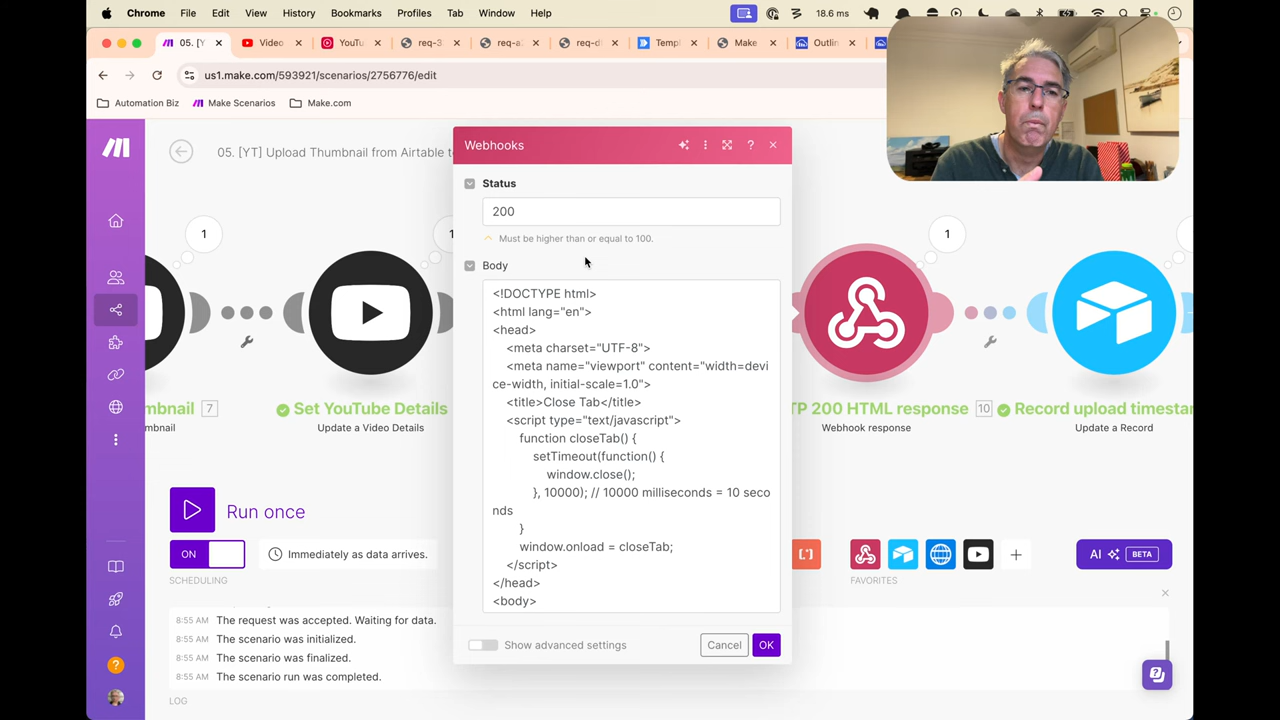 Chrome File Edit View History Bookmarks Profiles Tab Window Help 18.6 ms
05. [Y Video YouTu req-3 req-a req-d Templ Make Outlin
us1.make.com/593921/scenarios/2756776/edit
Automation Biz Make Scenarios Make.com
05. [YT] Upload Thumbnail from Airtable t
Webhooks
Status
200
Must be higher than or equal to 100.
Body
<!DOCTYPE html>
<html lang="en">
<head>
<meta charset="UTF-8">
<meta name="viewport" content="width=devi
ce-width, initial-scale=1.0">
<title>Close Tab</title>
<script type="text/javascript">
function closeTab() {
setTimeout(function() {
window.close();
}, 10000); // 10000 milliseconds = 10 seco
nds
}
window.onload = closeTab;
</script>
</head>
<body>
Show advanced settings Cancel OK
1 1 1
mbnail 7 Set YouTube Details TP 200 HTML response 10 Record upload timesta
mbnail Update a Video Details Webhook response Update a Record
Run once
ON Immediately as data arrives. [.] AI BETA
SCHEDULING FAVORITES
8:55 AM The request was accepted. Waiting for data.
8:55 AM The scenario was initialized.
8:55 AM The scenario was finalized.
8:55 AM The scenario run was completed.
LOG